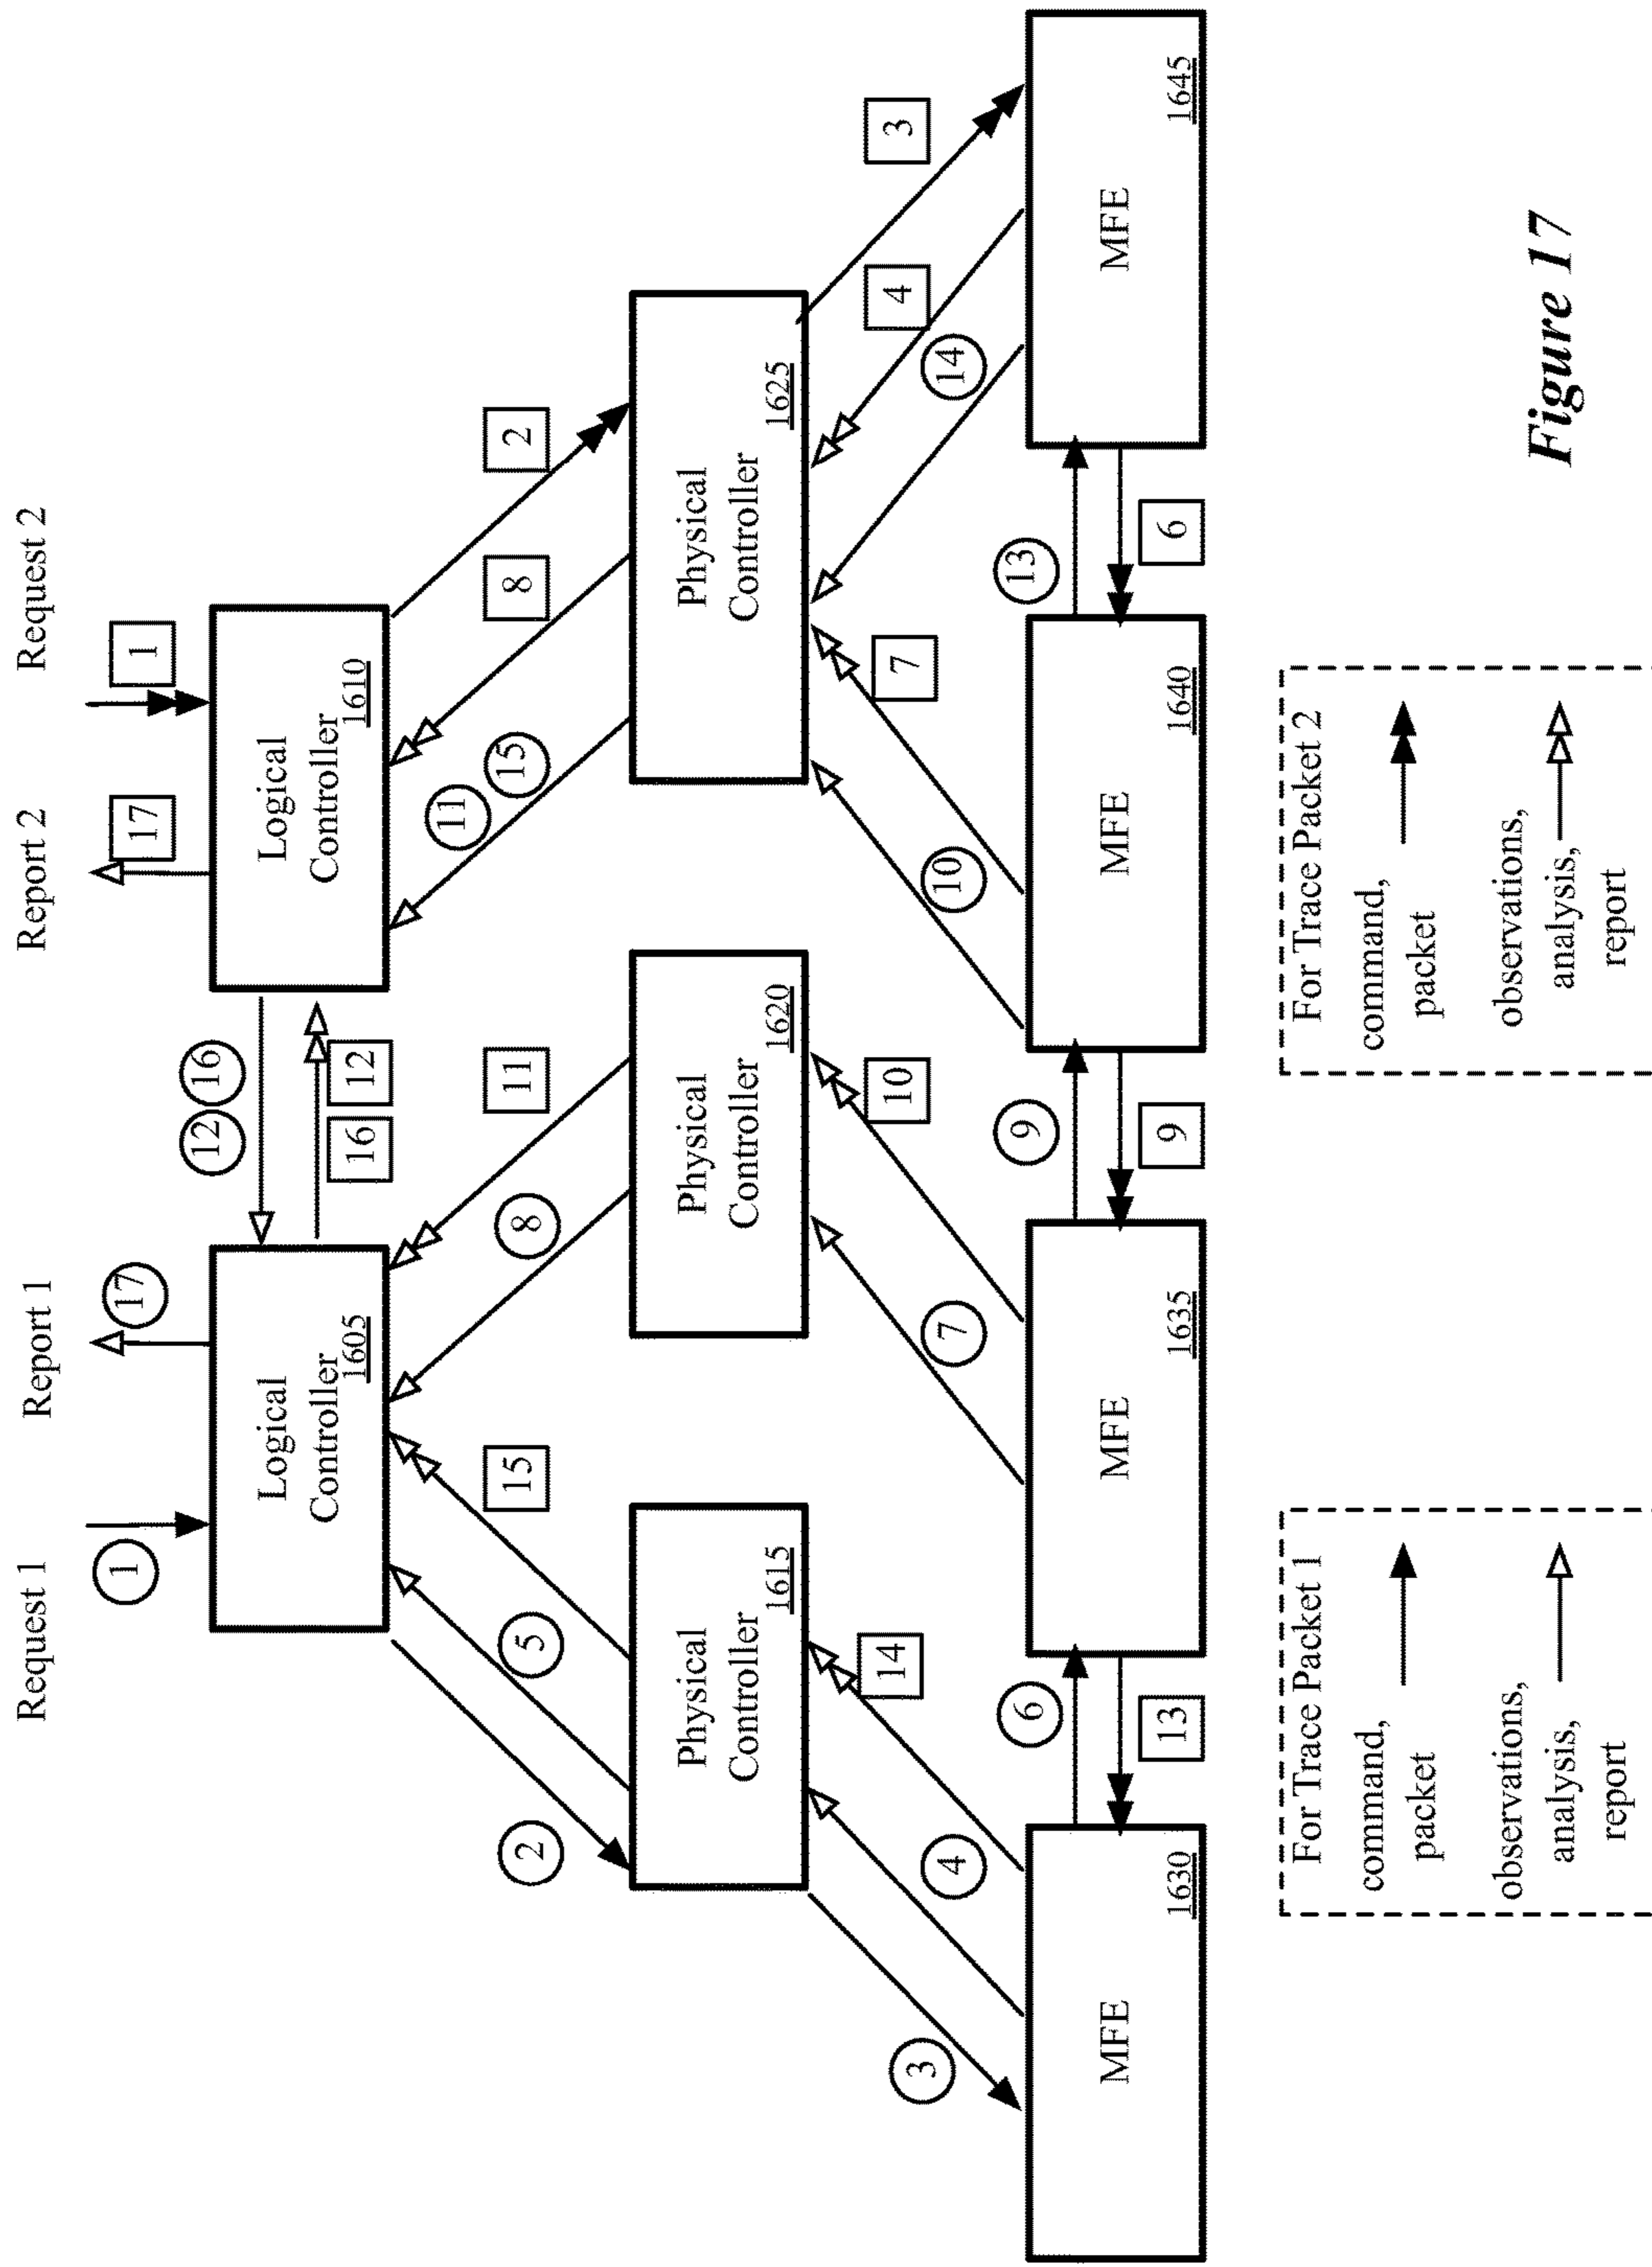 Request 1
Report 1
Report 2
Request 2
1
17
17
1
12
16
16
12
Logical
Controller
1605
Logical
Controller
1610
2
5
15
8
11
11
15
8
2
Physical
Controller
1615
Physical
Controller
1620
Physical
Controller
1625
3
4
14
7
10
10
7
14
4
3
6
13
9
9
13
6
MFE
1630
MFE
1635
MFE
1640
MFE
1645
For Trace Packet 1
command,
packet
observations,
analysis,
report
For Trace Packet 2
command,
packet
observations,
analysis,
report
Figure 17